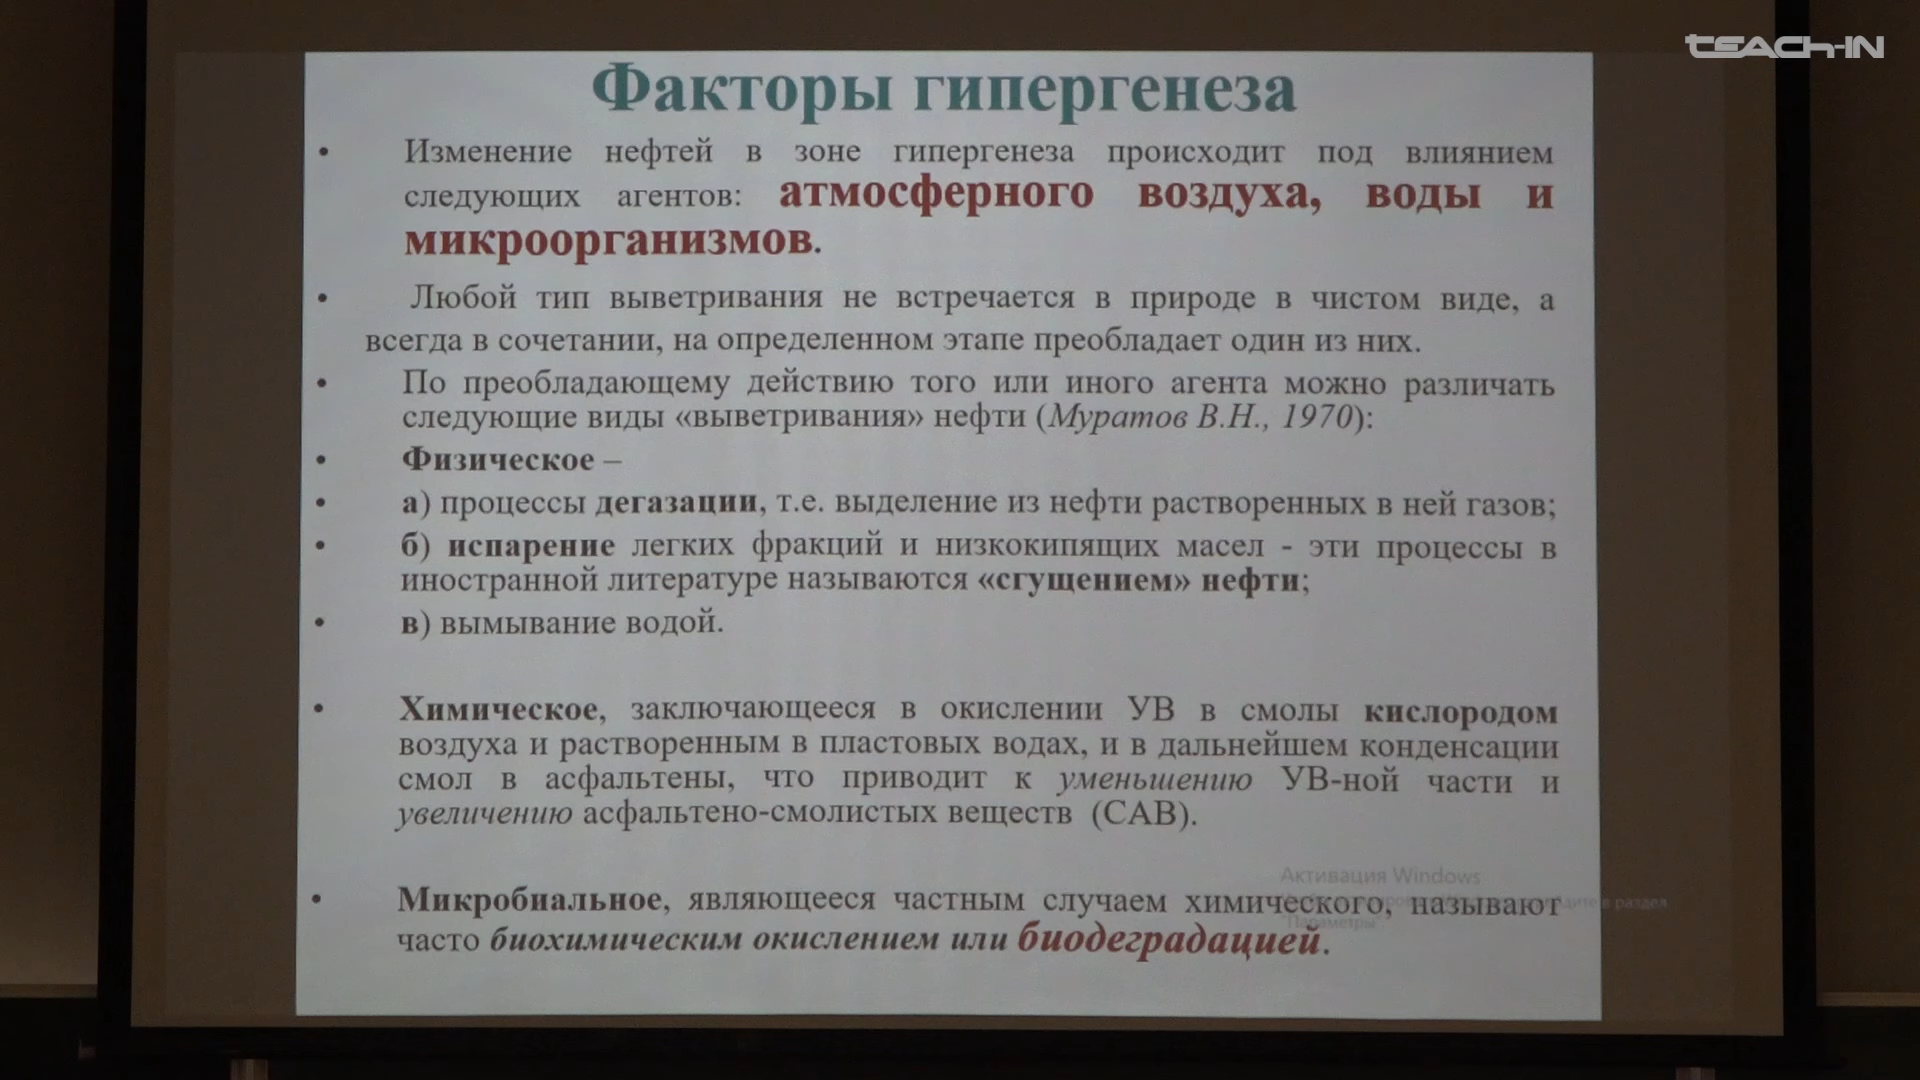 TEACH-IN
Факторы гипергенеза
• Изменение нефтей в зоне гипергенеза происходит под влиянием
следующих агентов: атмосферного воздуха, воды и
микроорганизмов.
• Любой тип выветривания не встречается в природе в чистом виде, а
всегда в сочетании, на определенном этапе преобладает один из них.
• По преобладающему действию того или иного агента можно различать
следующие виды «выветривания» нефти (Муратов В.Н., 1970):
• Физическое –
• а) процессы дегазации, т.е. выделение из нефти растворенных в ней газов;
• б) испарение легких фракций и низкокипящих масел - эти процессы в
иностранной литературе называются «сгущением» нефти;
• в) вымывание водой.
• Химическое, заключающееся в окислении УВ в смолы кислородом
воздуха и растворенным в пластовых водах, и в дальнейшем конденсации
смол в асфальтены, что приводит к уменьшению УВ-ной части и
увеличению асфальтено-смолистых веществ (САВ).
Активация Windows
• Микробиальное, являющееся частным случаем химического, называют
в раздел
"Параметры".
часто биохимическим окислением или биодеградацией.